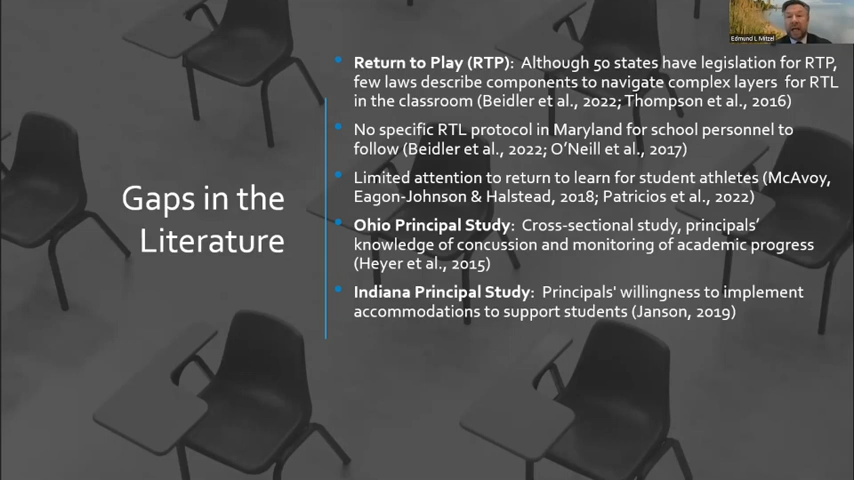 Edmund L Mitzel
Return to Play (RTP): Although 50 states have legislation for RTP,
few laws describe components to navigate complex layers for RTL
in the classroom (Beidler et al., 2022; Thompson et al., 2016)
No specific RTL protocol in Maryland for school personnel to
follow (Beidler et al., 2022; O’Neill et al., 2017)
Limited attention to return to learn for student athletes (McAvoy,
Eagon-Johnson & Halstead, 2018; Patricios et al., 2022)
Gaps in the
Literature
Ohio Principal Study: Cross-sectional study, principals’
knowledge of concussion and monitoring of academic progress
(Heyer et al., 2015)
Indiana Principal Study: Principals' willingness to implement
accommodations to support students (Janson, 2019)